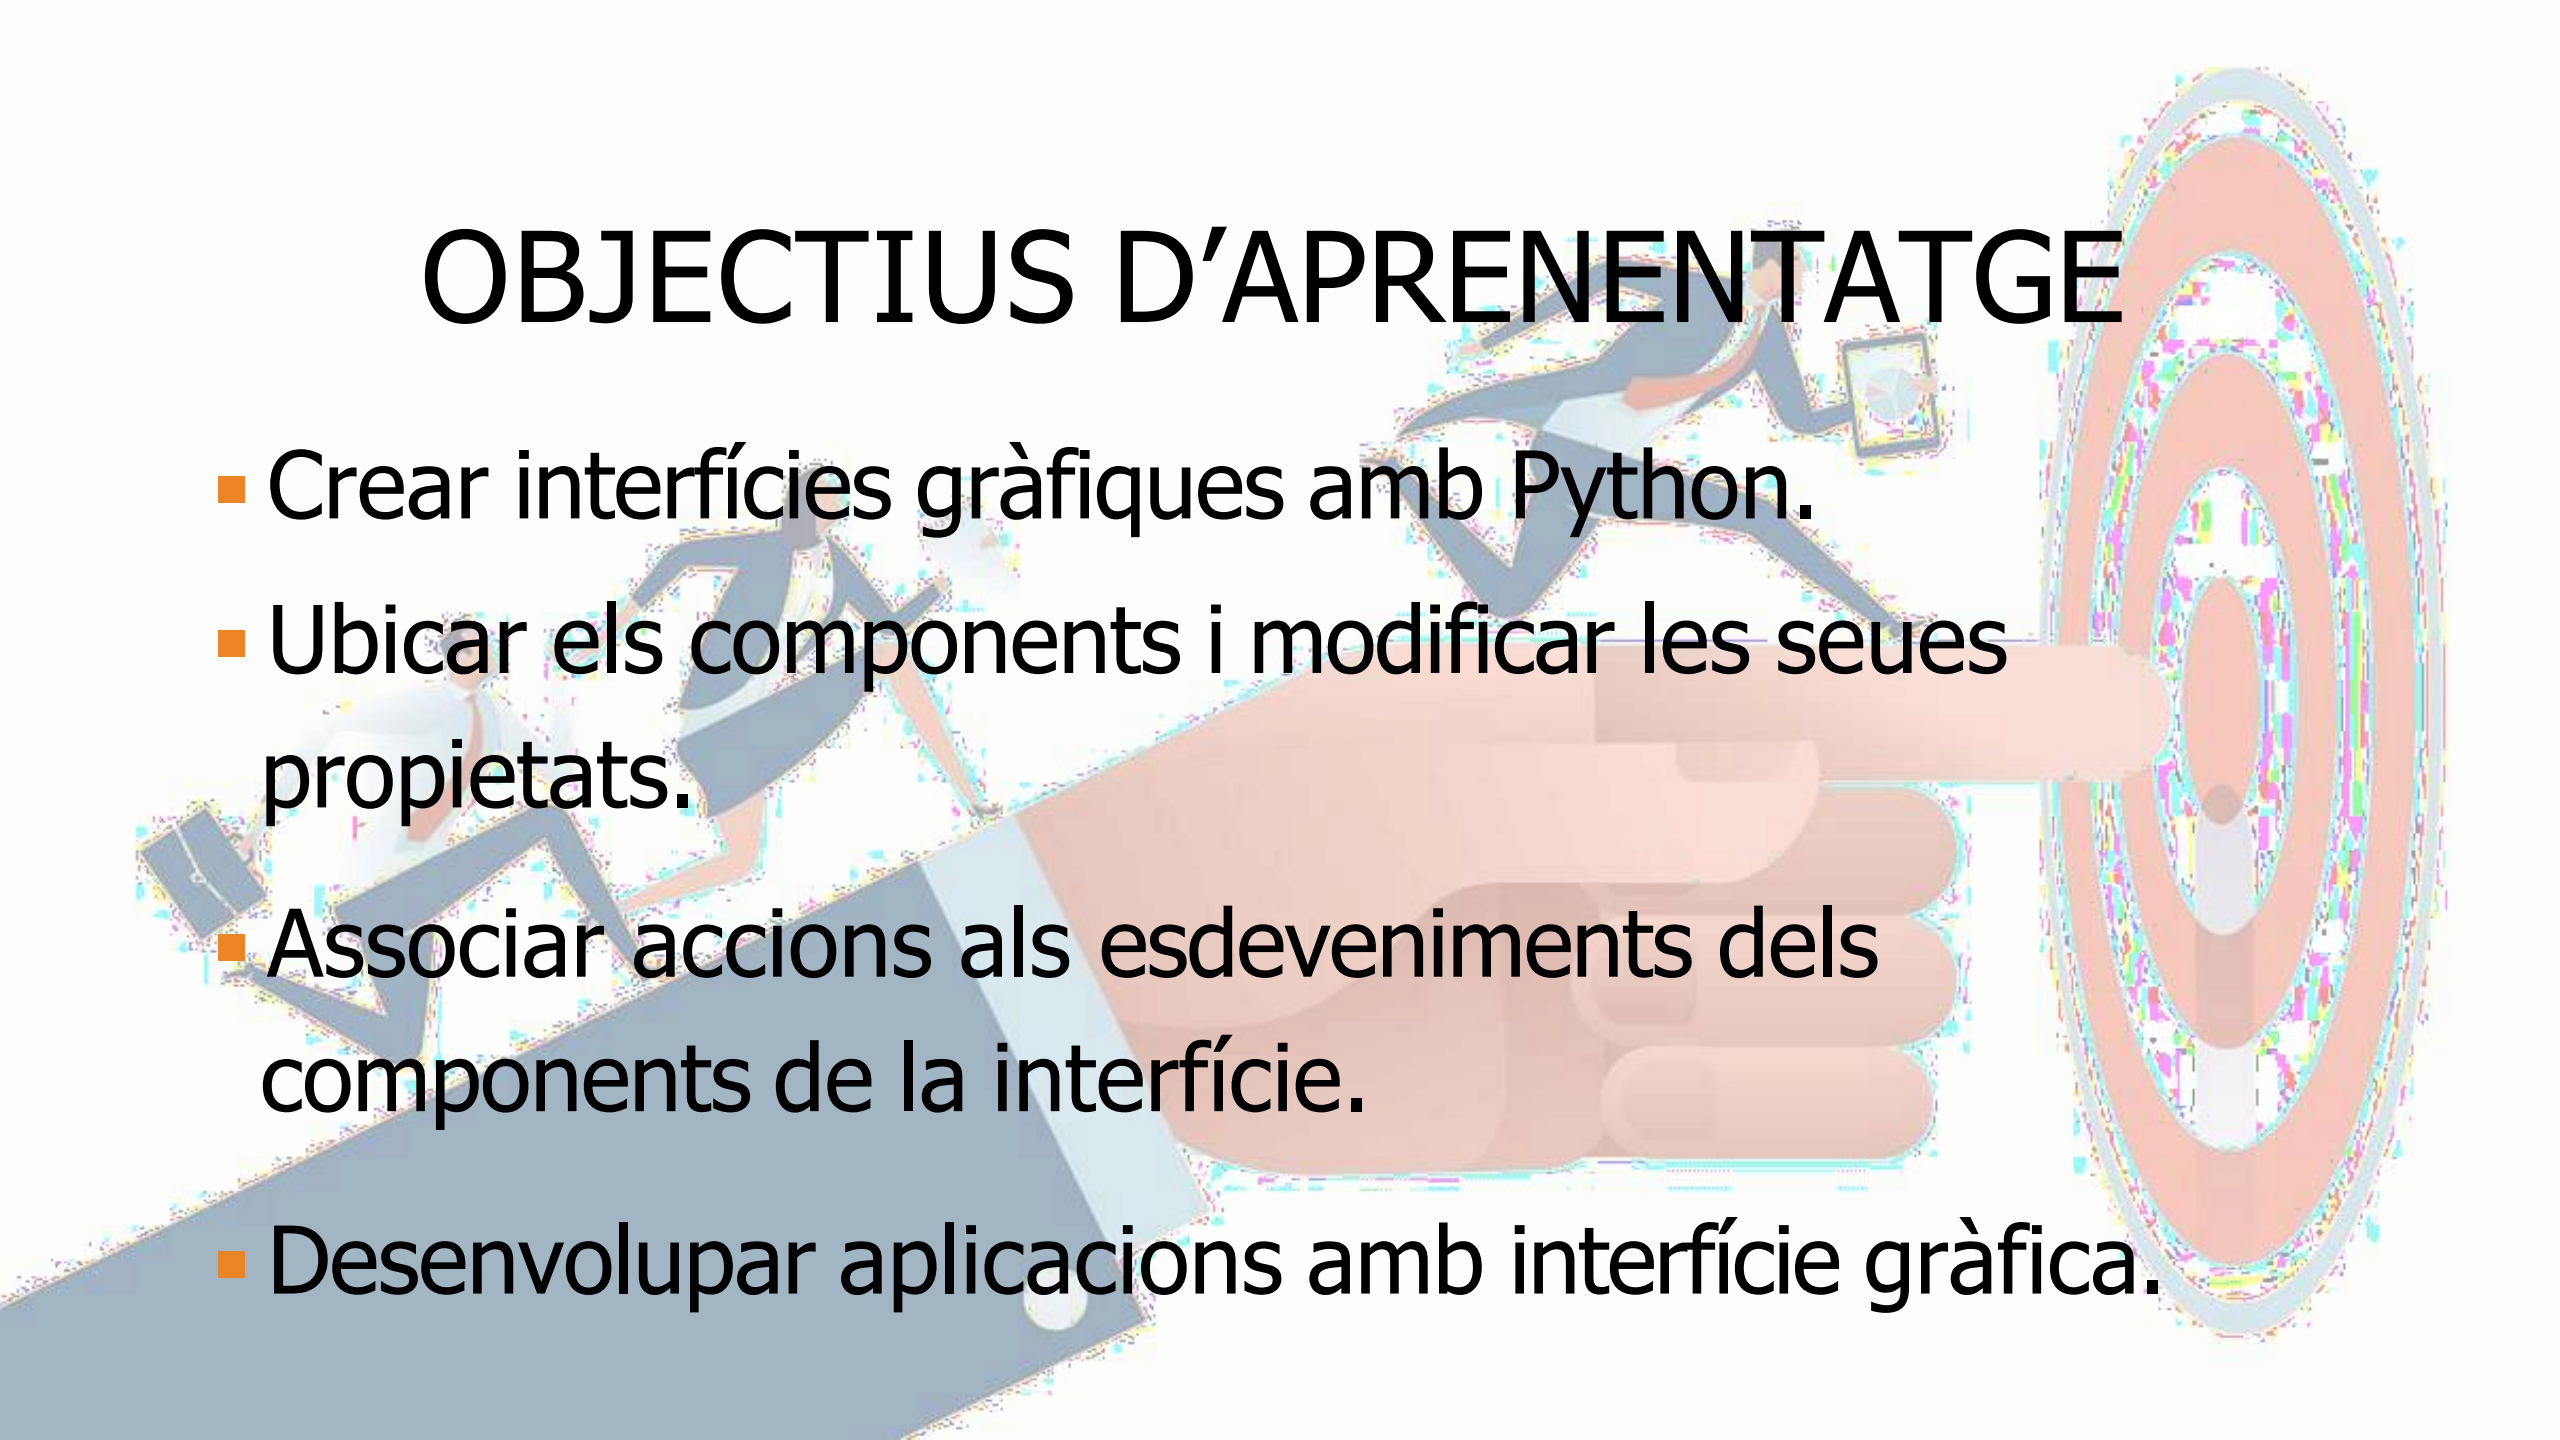 OBJECTIUS D’APRENENTATGE
▪ Crear interfícies gràfiques amb Python.
▪ Ubicar els components i modificar les seues
propietats.
▪ Associar accions als esdeveniments dels
components de la interfície.
▪ Desenvolupar aplicacions amb interfície gràfica.